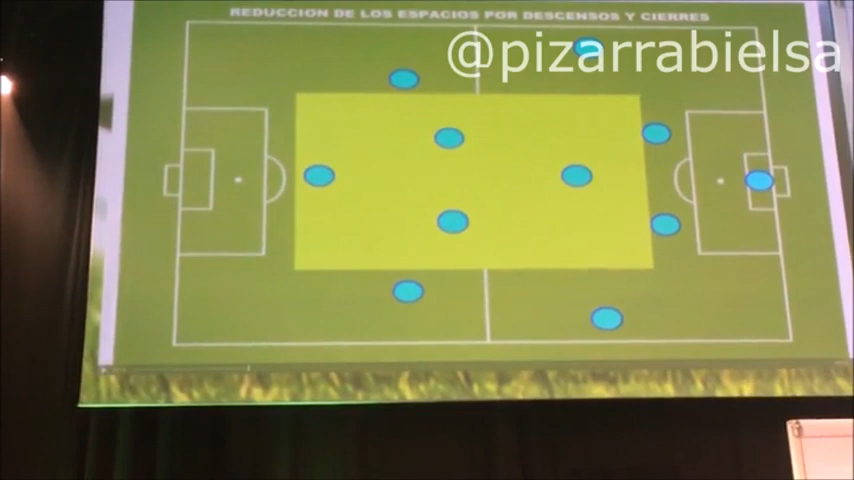 REDUCCION DE LOS ESPACIOS POR DESCENSOS Y CIERRES
@pizarrabielsa